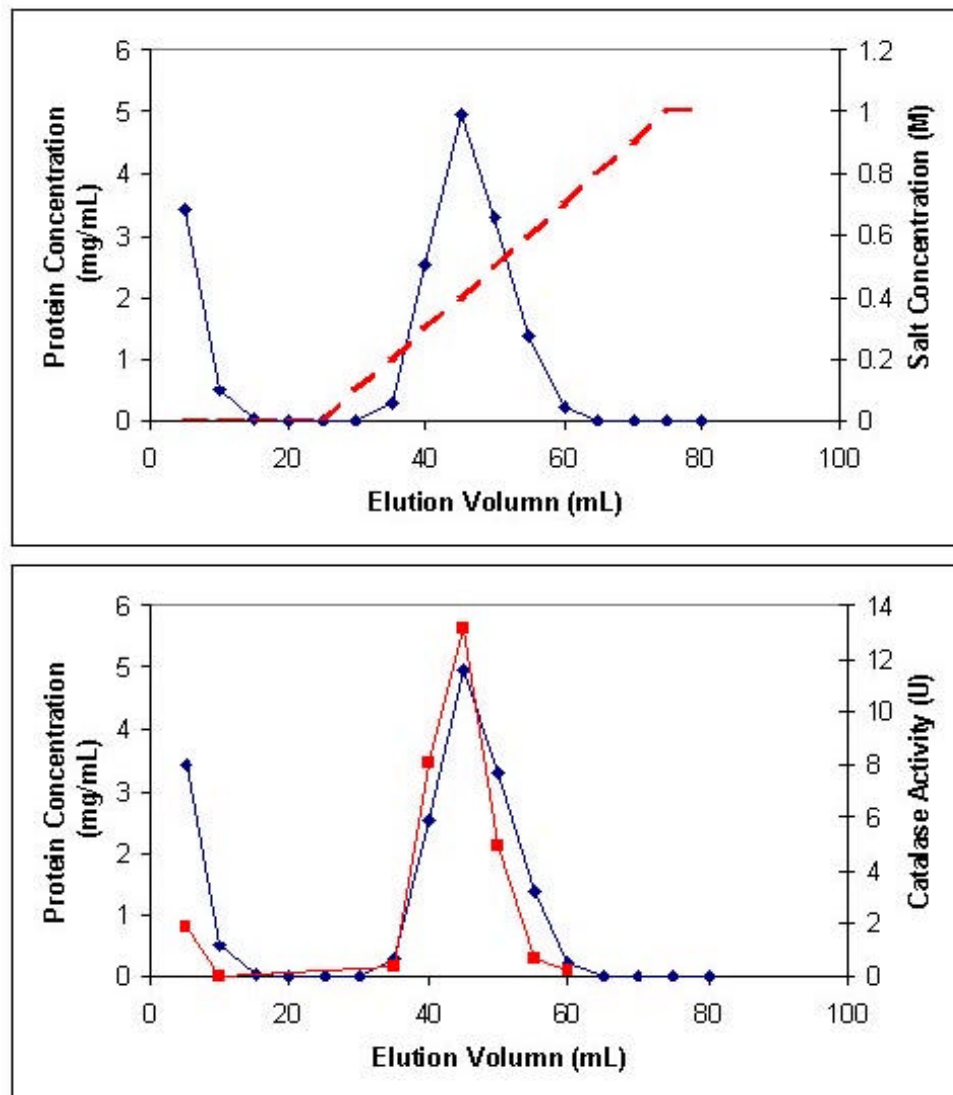 6
5
4
3
2
1
0
Protein Concentration
(mg/mL)
1.2
1
0.8
0.6
0.4
0.2
0
Salt Concentration (M)
0 20 40 60 80 100
Elution Volumn (mL)
6
5
4
3
2
1
0
Protein Concentration
(mg/mL)
14
12
10
8
6
4
2
0
Catalase Activity (U)
0 20 40 60 80 100
Elution Volumn (mL)